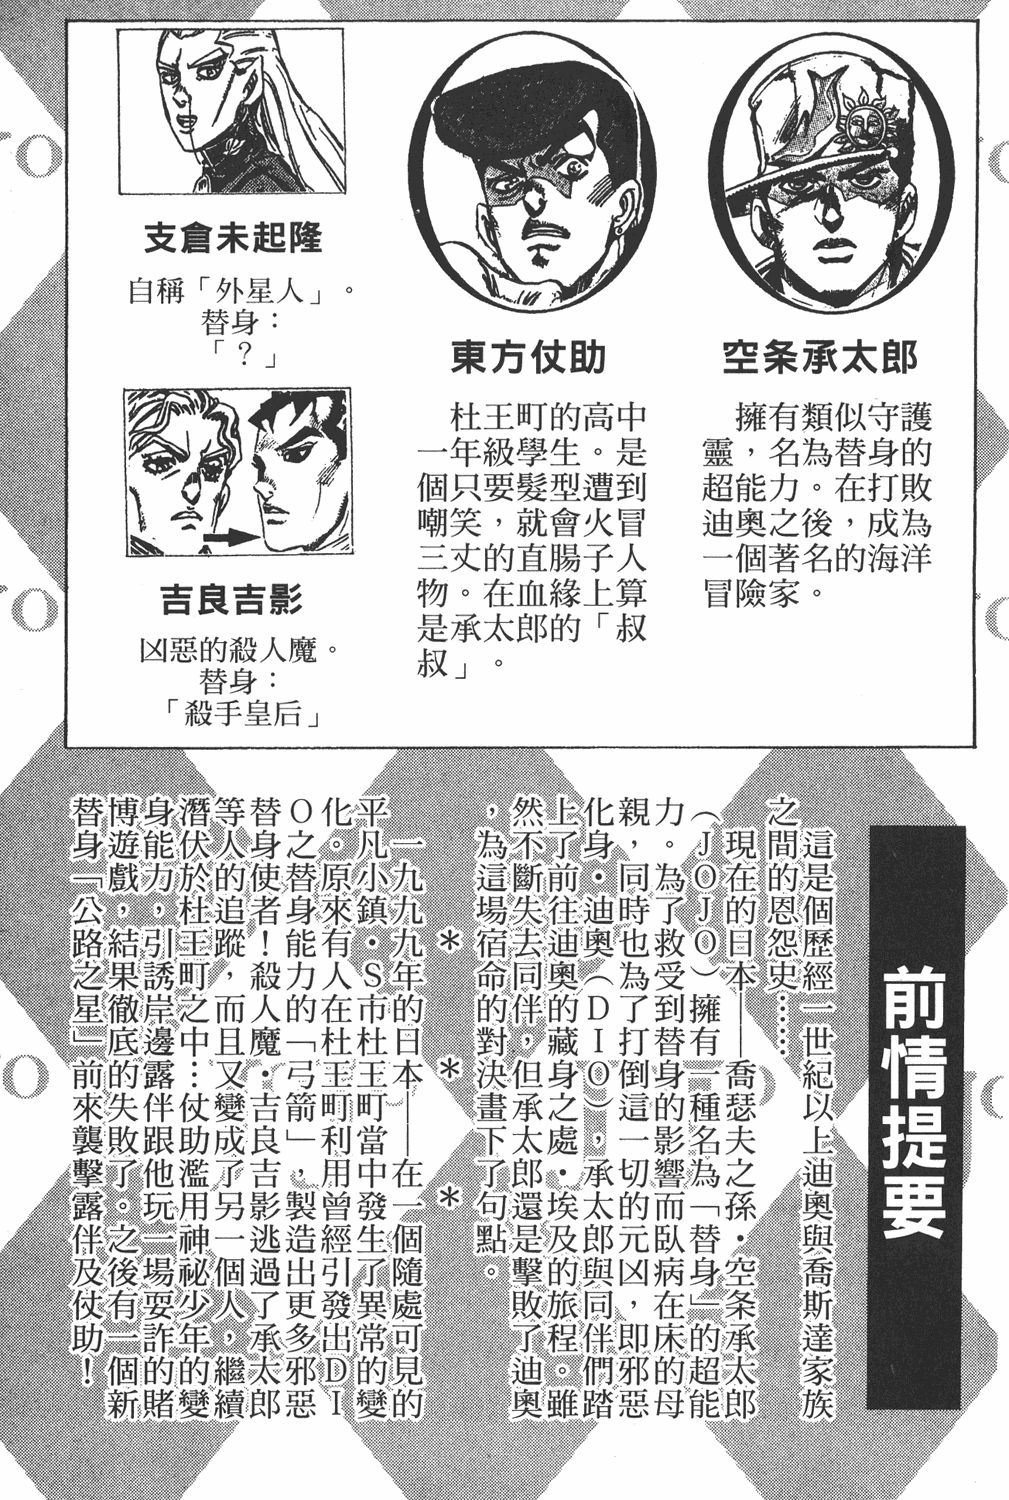 空条承太郎
擁有類似守護
靈，名為替身的
超能力。在打敗
迪奧之後，成為
一個著名的海洋
冒險家。
東方仗助
杜王町的高中
一年級學生。是
個只要髮型遭到
嘲笑，就會火冒
三丈的直腸子人
物。在血緣上算
是承太郎的「叔
叔」。
支倉未起隆
自稱「外星人」。
替身：
「？」
吉良吉影
凶惡的殺人魔。
替身：
「殺手皇后」
前情提要
這是個歷經一世紀以上迪奧與喬斯達家族
之間的恩怨史……
現在的日本——喬瑟夫之孫・空条承太郎
（ＪＯＪＯ）擁有一種名為「替身」的超能
力。為了救受到替身的影響而臥病在床的母
親，同時也為了打倒這一切的元凶，即邪惡
化身・迪奧（ＤＩＯ），承太郎與同伴們踏
上了前往迪奧的藏身之處・埃及的旅程。雖
然不斷失去同伴，但承太郎還是擊敗了迪奧
，為這場宿命的對決畫下了句點。
＊　＊　＊
一九九九年的日本——在一個隨處可見的
平凡小鎮・Ｓ市杜王町當中發生了異常的變
化。原來有人在杜王町利用曾經引發出ＤＩ
Ｏ之替身能力的「弓箭」，製造出更多邪惡
替身使者！殺人魔・吉良吉影逃過了承太郎
等人的追蹤，而且又變成了另一個人，繼續
潛伏於杜王町之中…仗助濫用神祕少年的變
身能力，引誘岸邊露伴跟他玩一場耍詐的賭
博遊戲，結果徹底的失敗了。之後有一個新
替身「公路之星」前來襲擊露伴及仗助！